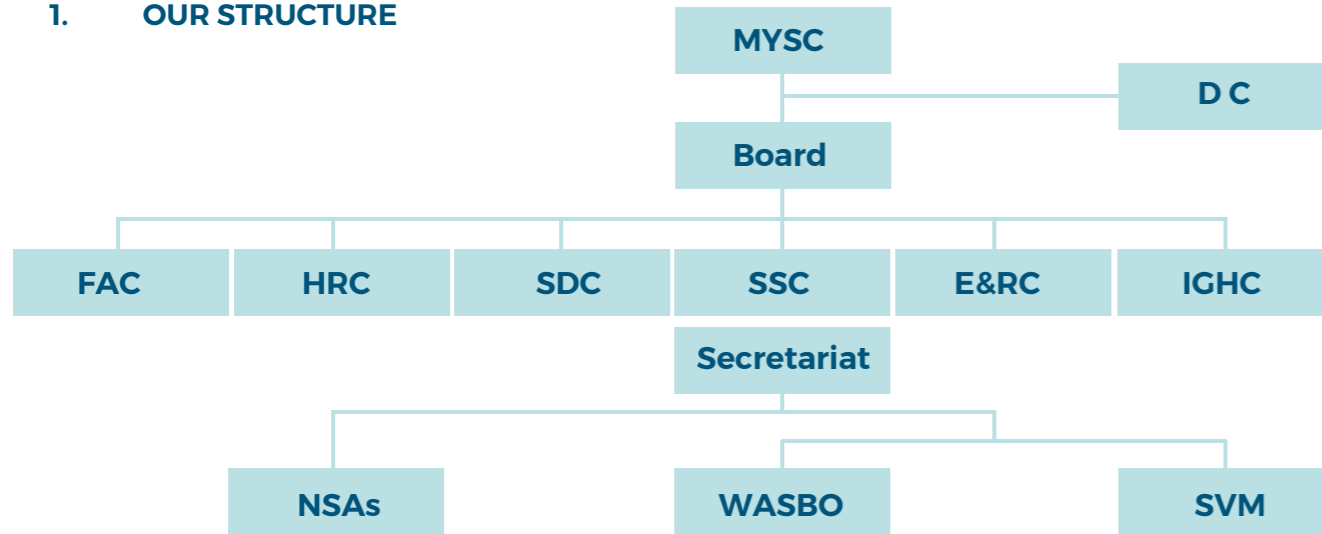 1. OUR STRUCTURE
MYSC
D C
Board
FAC
HRC
SDC
SSC
E&RC
IGHC
Secretariat
NSAs
WASBO
SVM